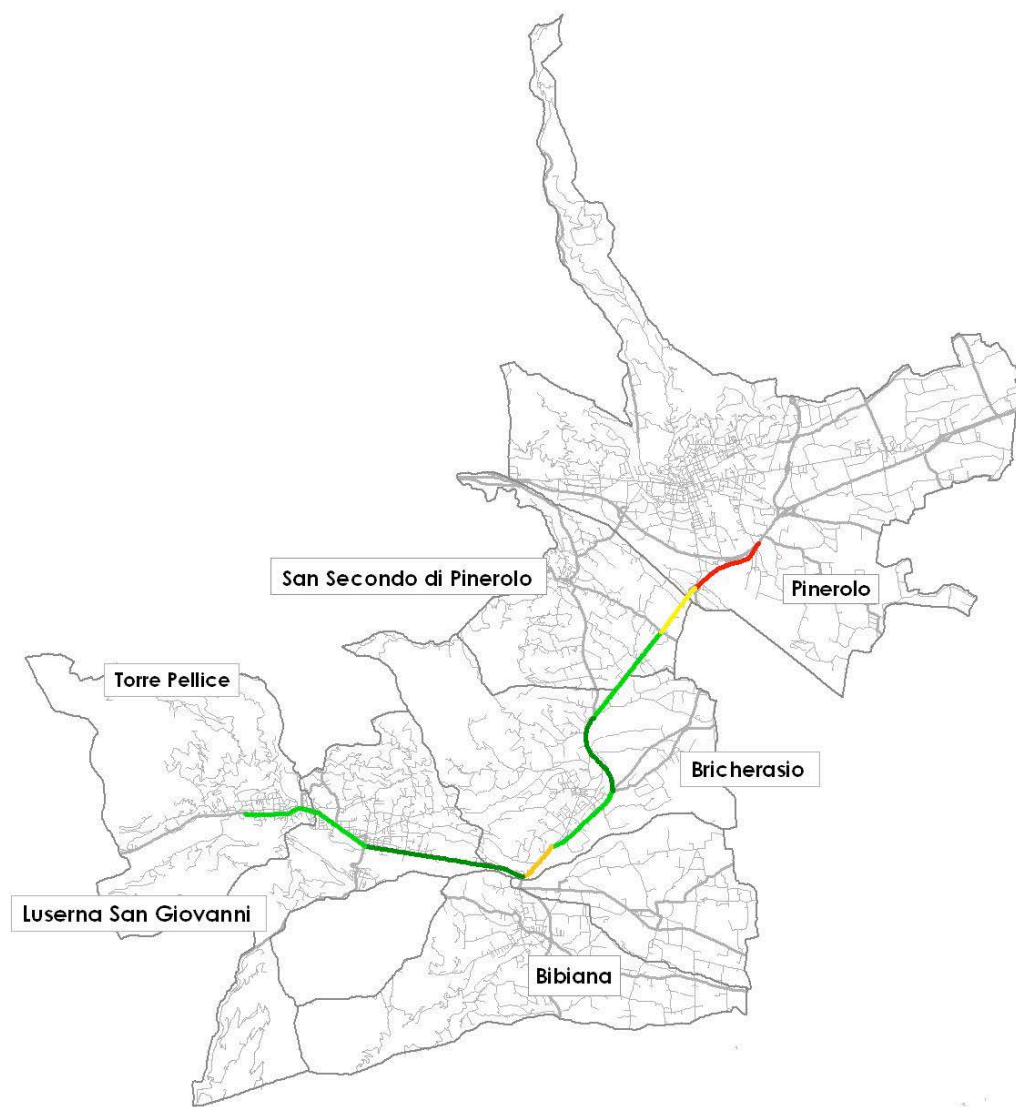 San Secondo di Pinerolo
Pinerolo
Torre Pellice
Bricherasio
Luserna San Giovanni
Bibiana